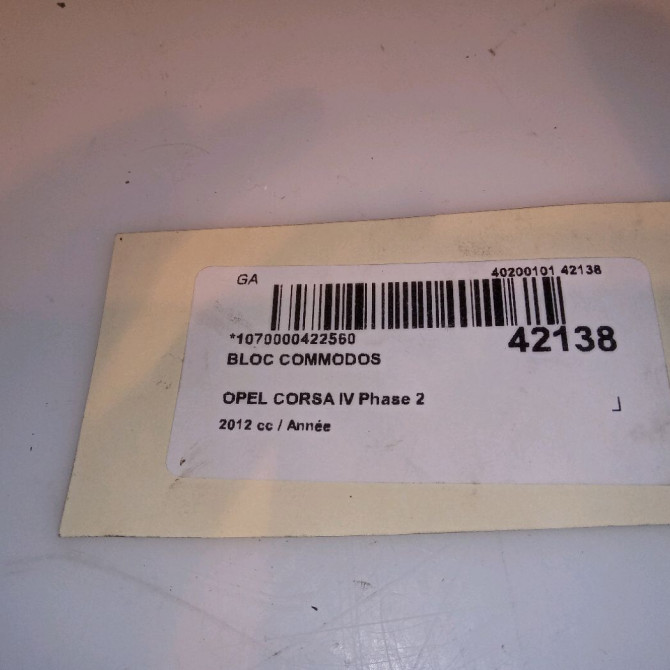 GA
40200101 42138
*1070000422560
42138
BLOC COMMODOS
OPEL CORSA IV Phase 2
2012 cc / Année